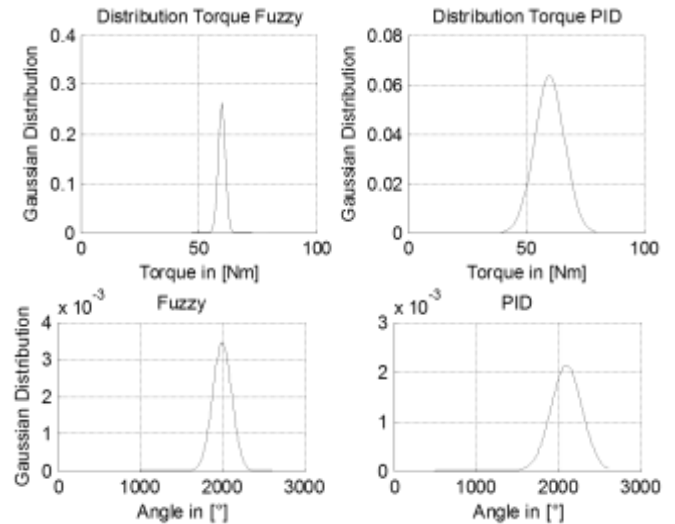 Distribution Torque Fuzzy
0.4
0.3
0.2
0.1
0
Gaussian Distribution
0 50 100
Torque in [Nm]
Distribution Torque PID
0.08
0.06
0.04
0.02
0
Gaussian Distribution
0 50 100
Torque in [Nm]
x 10⁻³
Fuzzy
4
3
2
1
0
Gaussian Distribution
0 1000 2000 3000
Angle in [°]
x 10⁻³
PID
3
2
1
0
0 1000 2000 3000
Angle in [°]